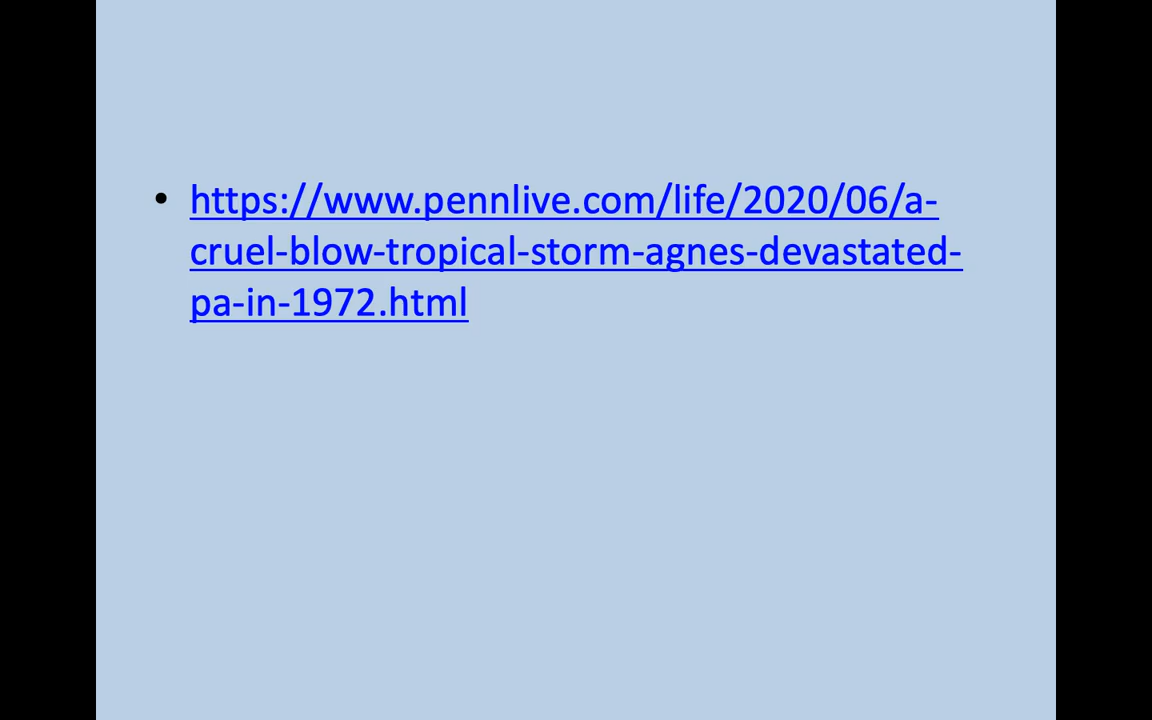 • https://www.pennlive.com/life/2020/06/a-
cruel-blow-tropical-storm-agnes-devastated-
pa-in-1972.html